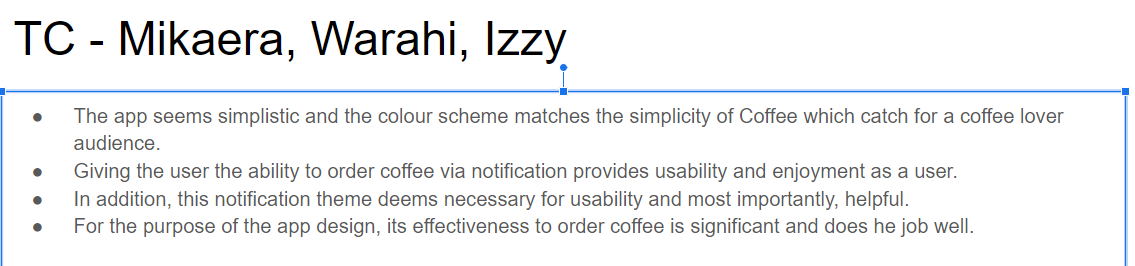 TC - Mikaera, Warahi, Izzy
● The app seems simplistic and the colour scheme matches the simplicity of Coffee which catch for a coffee lover
audience.
● Giving the user the ability to order coffee via notification provides usability and enjoyment as a user.
● In addition, this notification theme deems necessary for usability and most importantly, helpful.
● For the purpose of the app design, its effectiveness to order coffee is significant and does he job well.